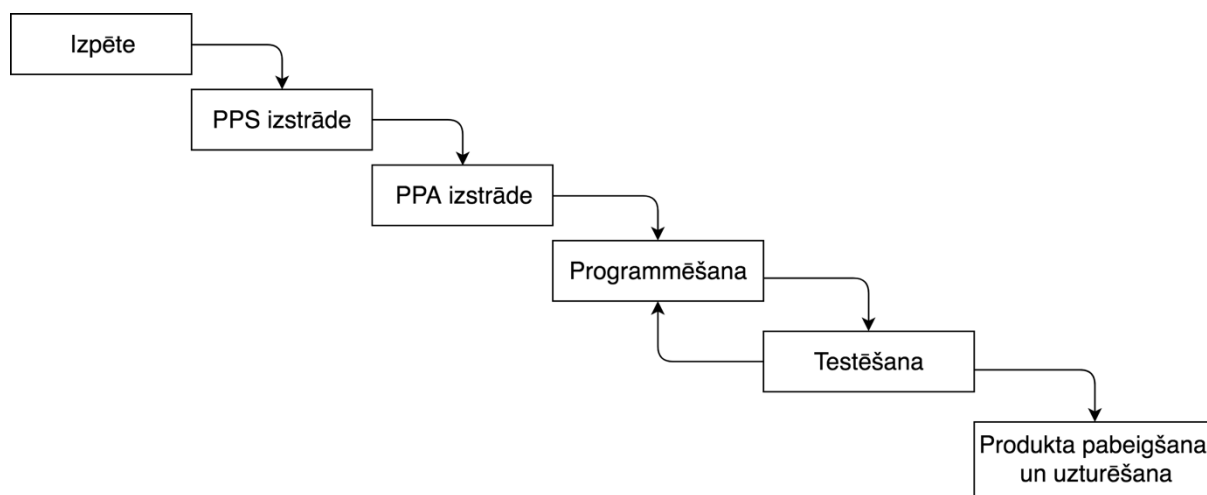 Izpēte
PPS izstrāde
PPA izstrāde
Programmēšana
Testēšana
Produkta pabeigšana
un uzturēšana